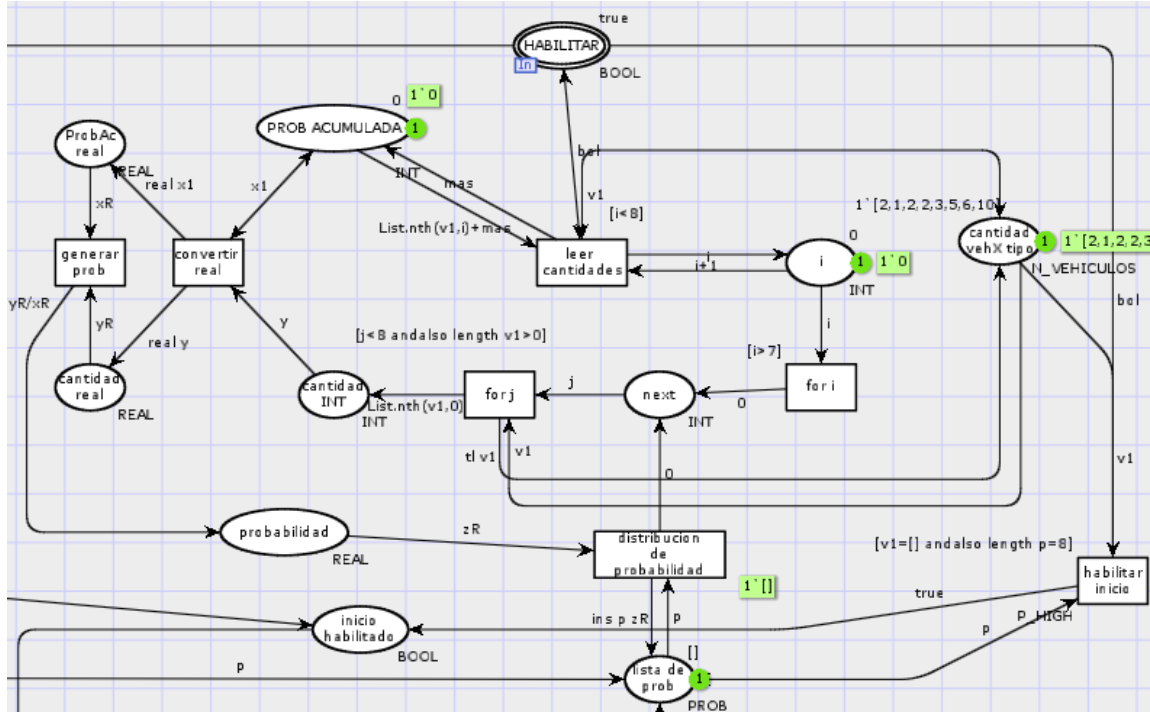 true
HABILITAR
In
BOOL
0
1`0
PROB ACUMULADA
1
INT
ProbAc
real
REAL
real x1
x1
xR
mas
List.nth(v1,i)+mas
bol
v1
[i<8]
1`[2,1,2,2,3,5,6,10]
cantidad
vehX tipo
1
1`[2,1,2,2,3
N_VEHICULOS
generar
prob
convertir
real
leer
cantidades
i
i+1
0
i
1
1`0
INT
bol
yR/xR
yR
real y
y
[j<8 andalso length v1>0]
i
[i>7]
cantidad
real
REAL
cantidad
INT
INT
List.nth(v1,0)
for j
j
next
INT
0
for i
tl v1
v1
0
v1
probabilidad
REAL
zR
distribucion
de
probabilidad
1`[]
[v1=[] andalso length p=8]
habilitar
inicio
P_HIGH
true
inicio
habilitado
BOOL
ins p zR
p
p
p
[]
lista de
prob
1
PROB